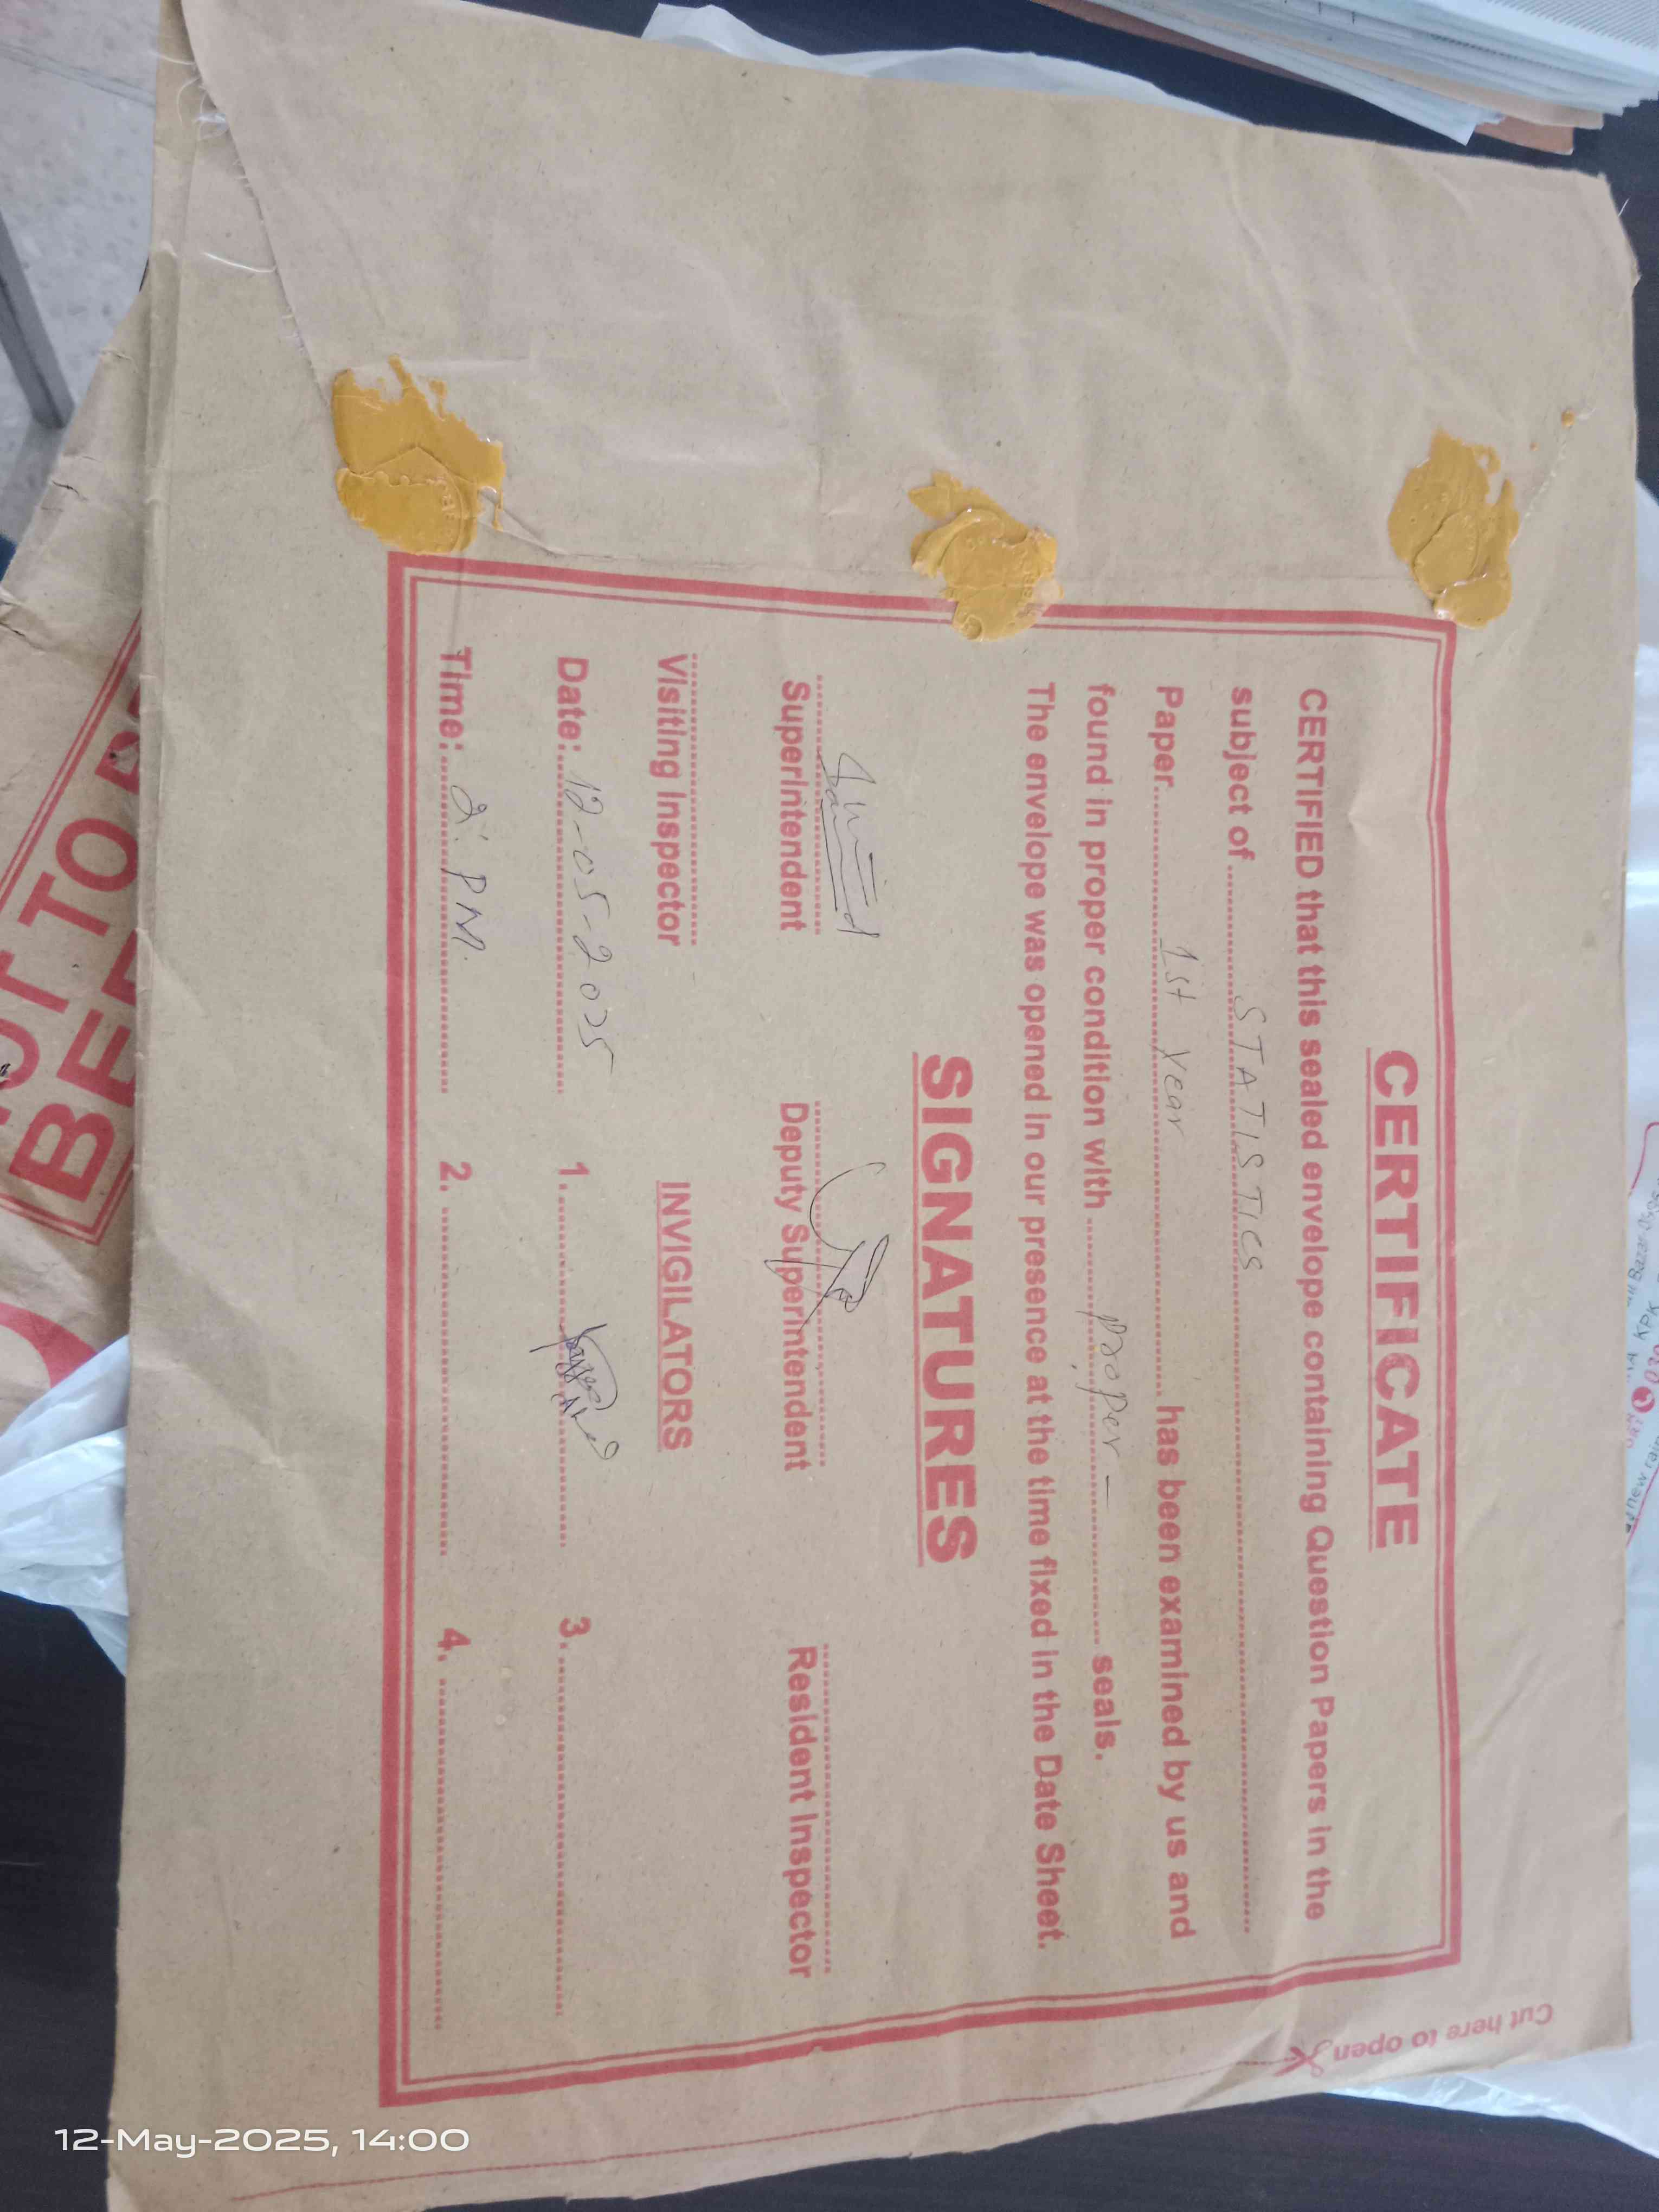 CERTIFICATE
CERTIFIED that this sealed envelope containing Question Papers in the
subject of STATISTICS
Paper 1st Year has been examined by us and
found in proper condition with proper - seals.
The envelope was opened in our presence at the time fixed in the Date Sheet.
SIGNATURES
Superintendent Deputy Superintendent Resident Inspector
Visiting Inspector INVIGILATORS
Date: 12-05-2025 1. 3.
Time: 2: PM. 2. 4.
Cut here to open
TO BE
BE
12-May-2025, 14:00